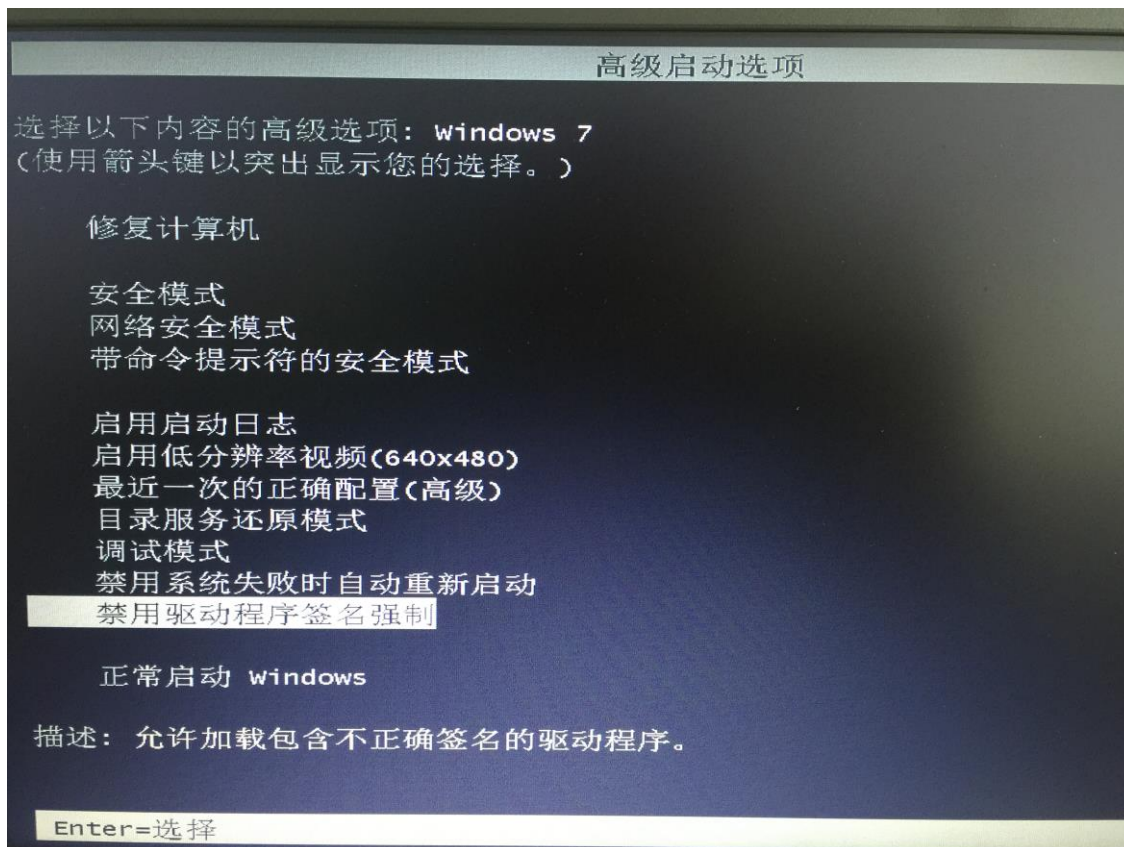 高级启动选项
选择以下内容的高级选项: Windows 7
(使用箭头键以突出显示您的选择。)
修复计算机
安全模式
网络安全模式
带命令提示符的安全模式
启用启动日志
启用低分辨率视频(640x480)
最近一次的正确配置(高级)
目录服务还原模式
调试模式
禁用系统失败时自动重新启动
禁用驱动程序签名强制
正常启动 Windows
描述: 允许加载包含不正确签名的驱动程序。
Enter=选择